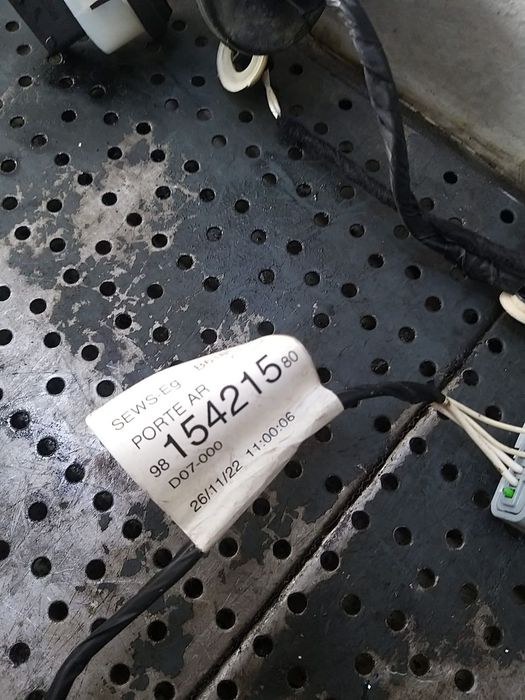 SEWS-Eg
PORTE AR
98 154215 80
D07-000
26/11/22 11:00:06